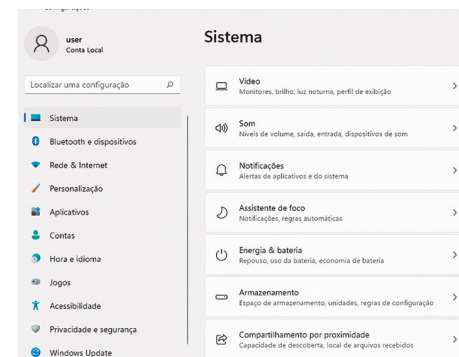 Configurações
user
Conta Local
Localizar uma configuração
Sistema
Bluetooth e dispositivos
Rede & Internet
Personalização
Aplicativos
Contas
Hora e idioma
Jogos
Acessibilidade
Privacidade e segurança
Windows Update
Sistema
Vídeo
Monitores, brilho, luz noturna, perfil de exibição
Som
Níveis de volume, saída, entrada, dispositivos de som
Notificações
Alertas de aplicativos e do sistema
Assistente de foco
Notificações, regras automáticas
Energia & bateria
Repouso, uso da bateria, economia de bateria
Armazenamento
Espaço de armazenamento, unidades, regras de configuração
Compartilhamento por proximidade
Capacidade de descoberta, local de arquivos recebidos